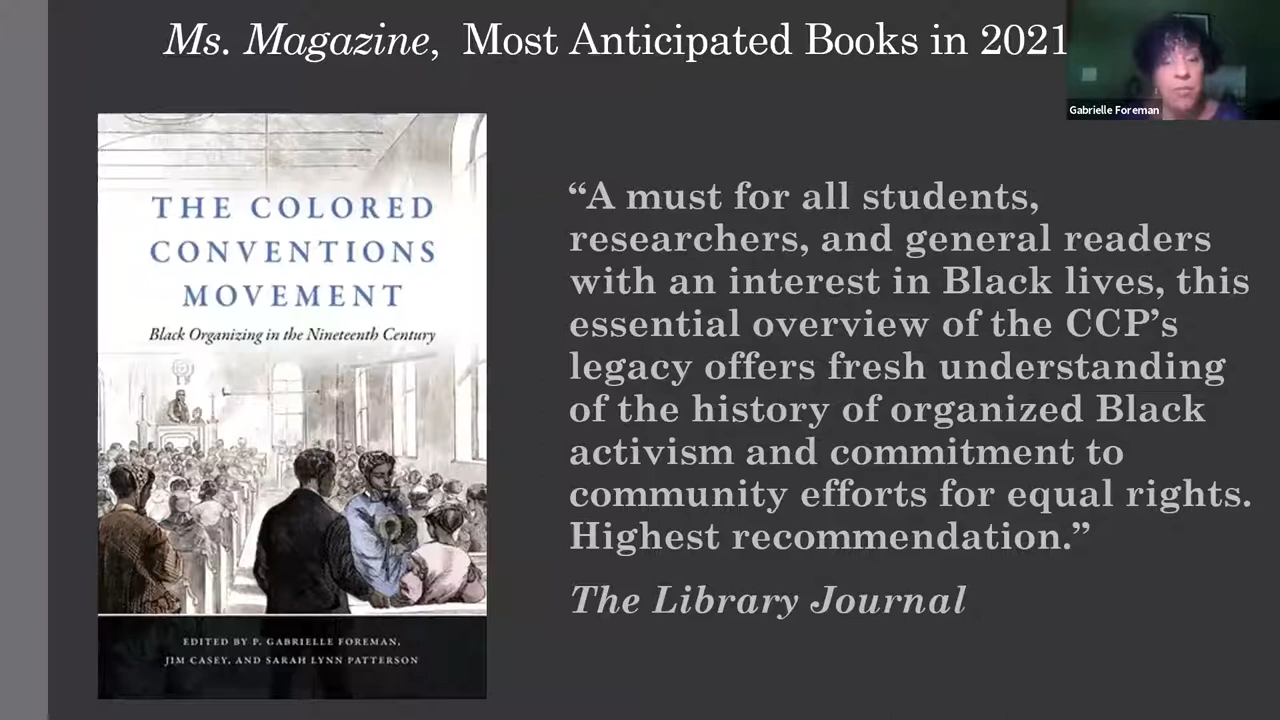 Ms. Magazine, Most Anticipated Books in 2021
Gabrielle Foreman
THE COLORED
CONVENTIONS
MOVEMENT
Black Organizing in the Nineteenth Century
EDITED BY P. GABRIELLE FOREMAN,
JIM CASEY, AND SARAH LYNN PATTERSON
“A must for all students,
researchers, and general readers
with an interest in Black lives, this
essential overview of the CCP’s
legacy offers fresh understanding
of the history of organized Black
activism and commitment to
community efforts for equal rights.
Highest recommendation.”
The Library Journal